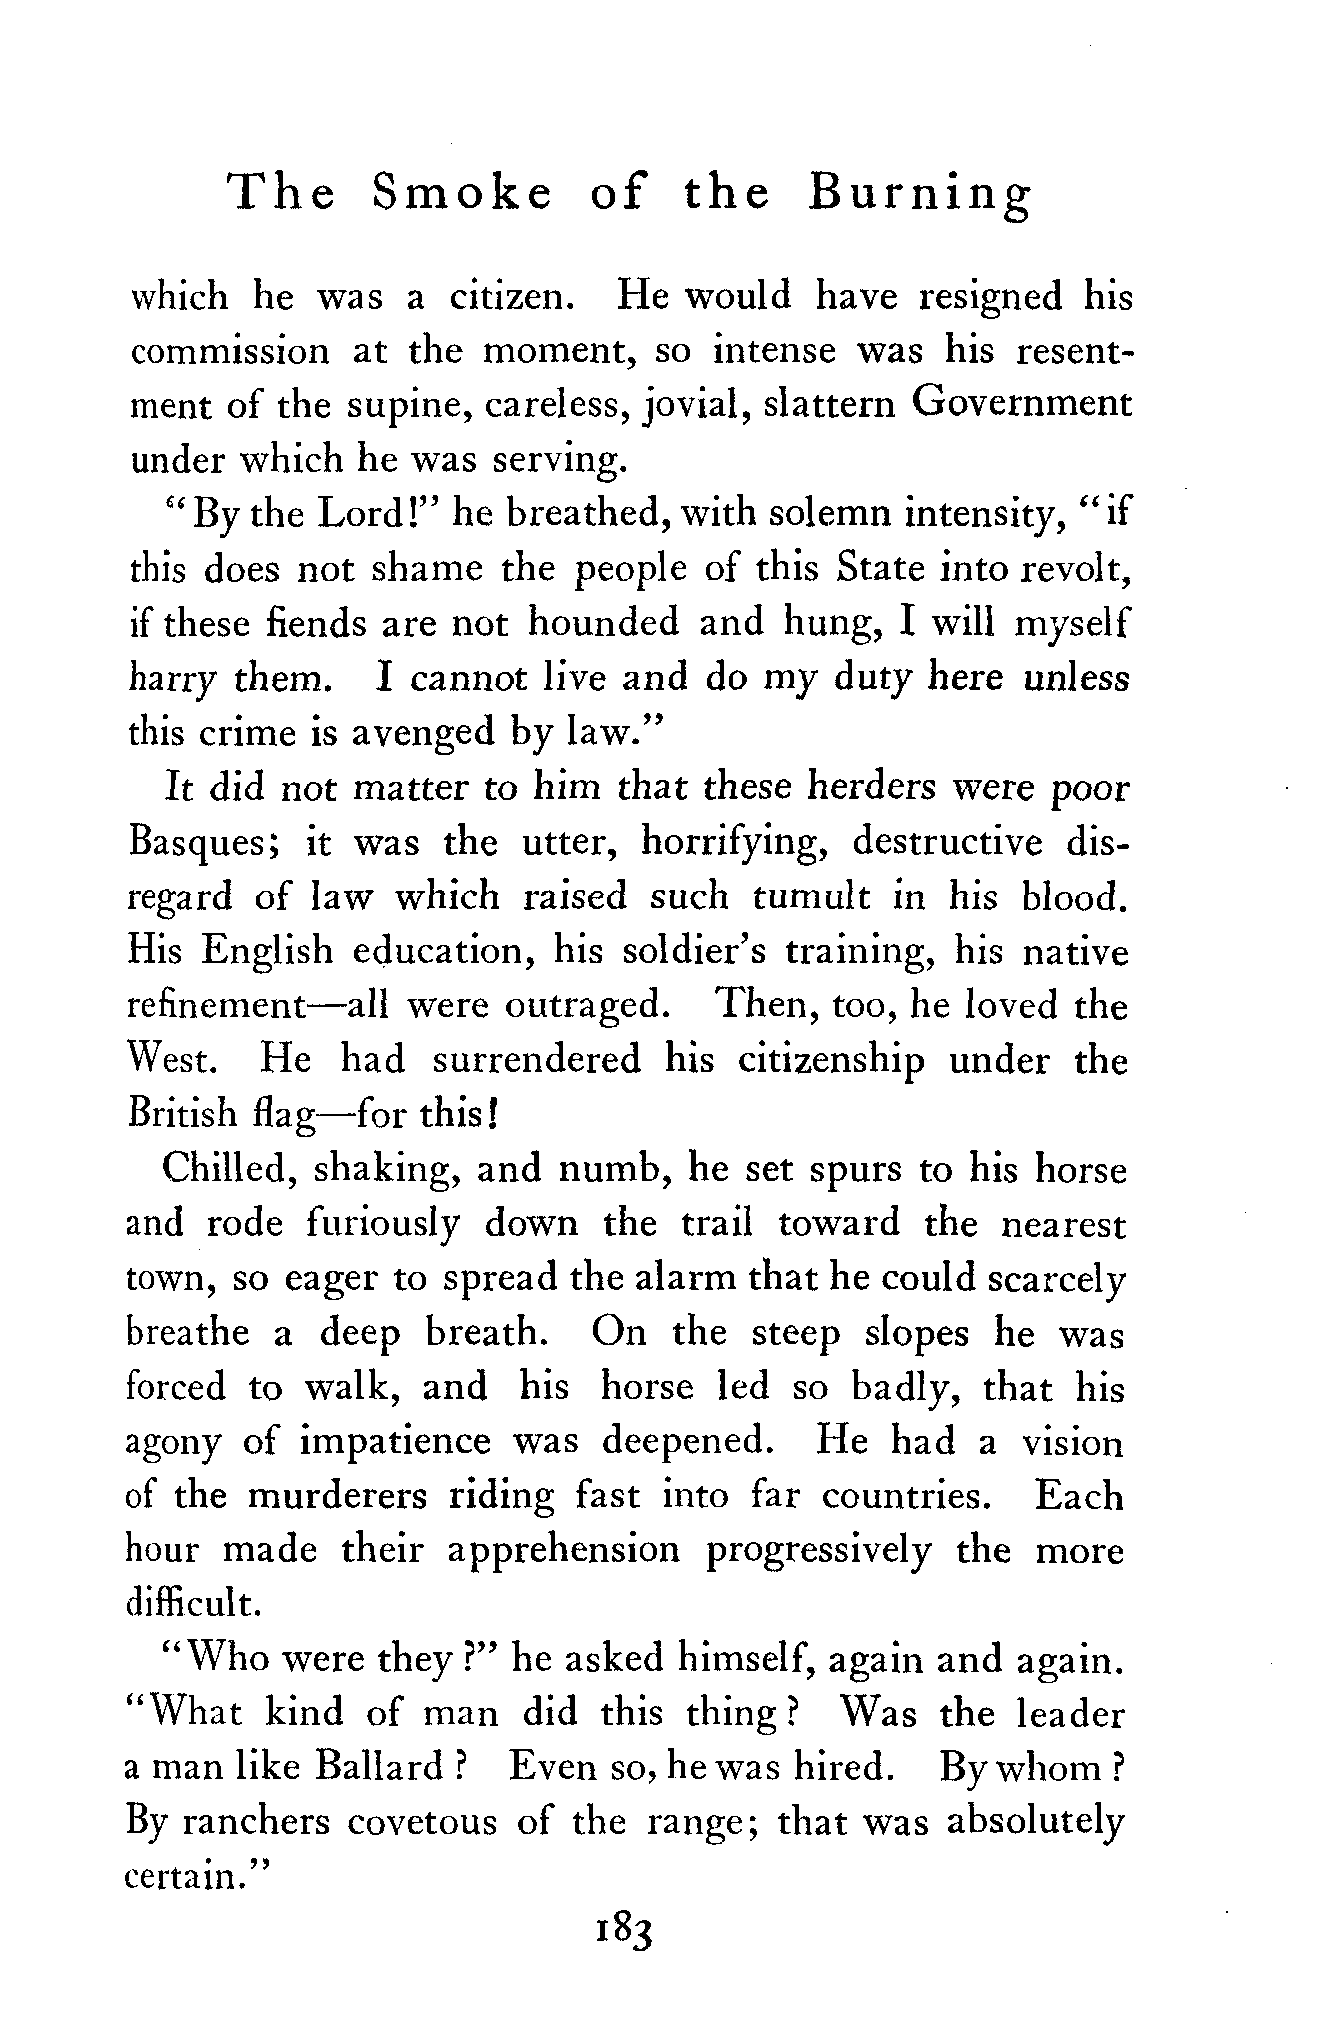 The Smoke of the Burning
which he was a citizen. He would have resigned his
commission at the moment, so intense was his resent-
ment of the supine, careless, jovial, slattern Government
under which he was serving.
"By the Lord!" he breathed, with solemn intensity, "if
this does not shame the people of this State into revolt,
if these fiends are not hounded and hung, I will myself
harry them. I cannot live and do my duty here unless
this crime is avenged by law."
It did not matter to him that these herders were poor
Basques; it was the utter, horrifying, destructive dis-
regard of law which raised such tumult in his blood.
His English education, his soldier's training, his native
refinement—all were outraged. Then, too, he loved the
West. He had surrendered his citizenship under the
British flag—for this!
Chilled, shaking, and numb, he set spurs to his horse
and rode furiously down the trail toward the nearest
town, so eager to spread the alarm that he could scarcely
breathe a deep breath. On the steep slopes he was
forced to walk, and his horse led so badly, that his
agony of impatience was deepened. He had a vision
of the murderers riding fast into far countries. Each
hour made their apprehension progressively the more
difficult.
"Who were they?" he asked himself, again and again.
"What kind of man did this thing? Was the leader
a man like Ballard? Even so, he was hired. By whom?
By ranchers covetous of the range; that was absolutely
certain."
183